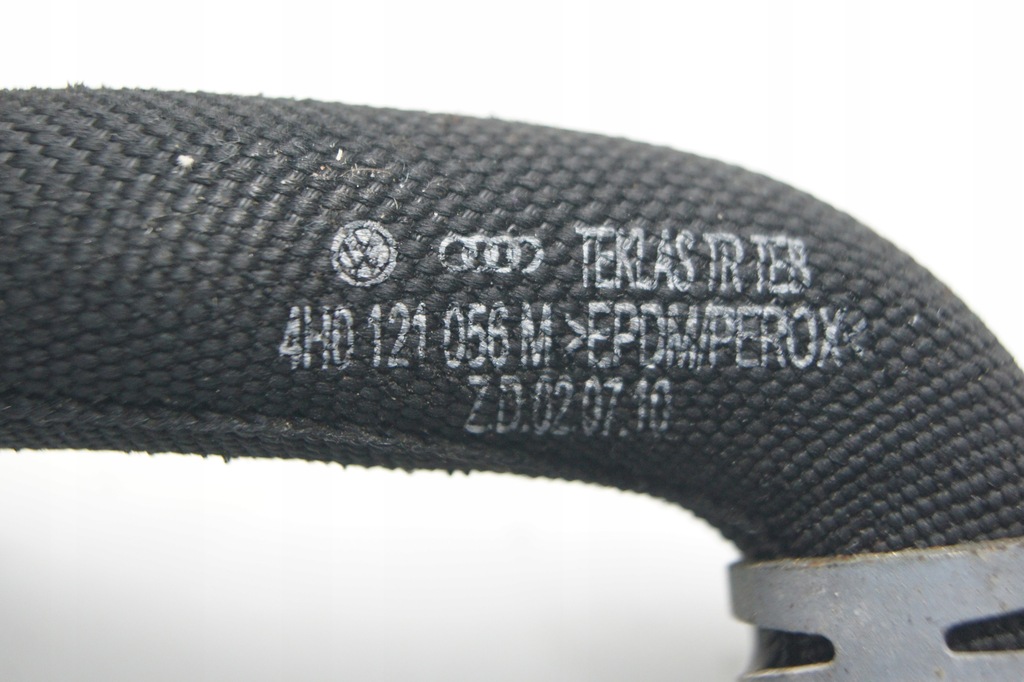 TEKLAS TR TEB
4H0 121 056 M >EPDM/PEROX<
Z.D.02.07.10